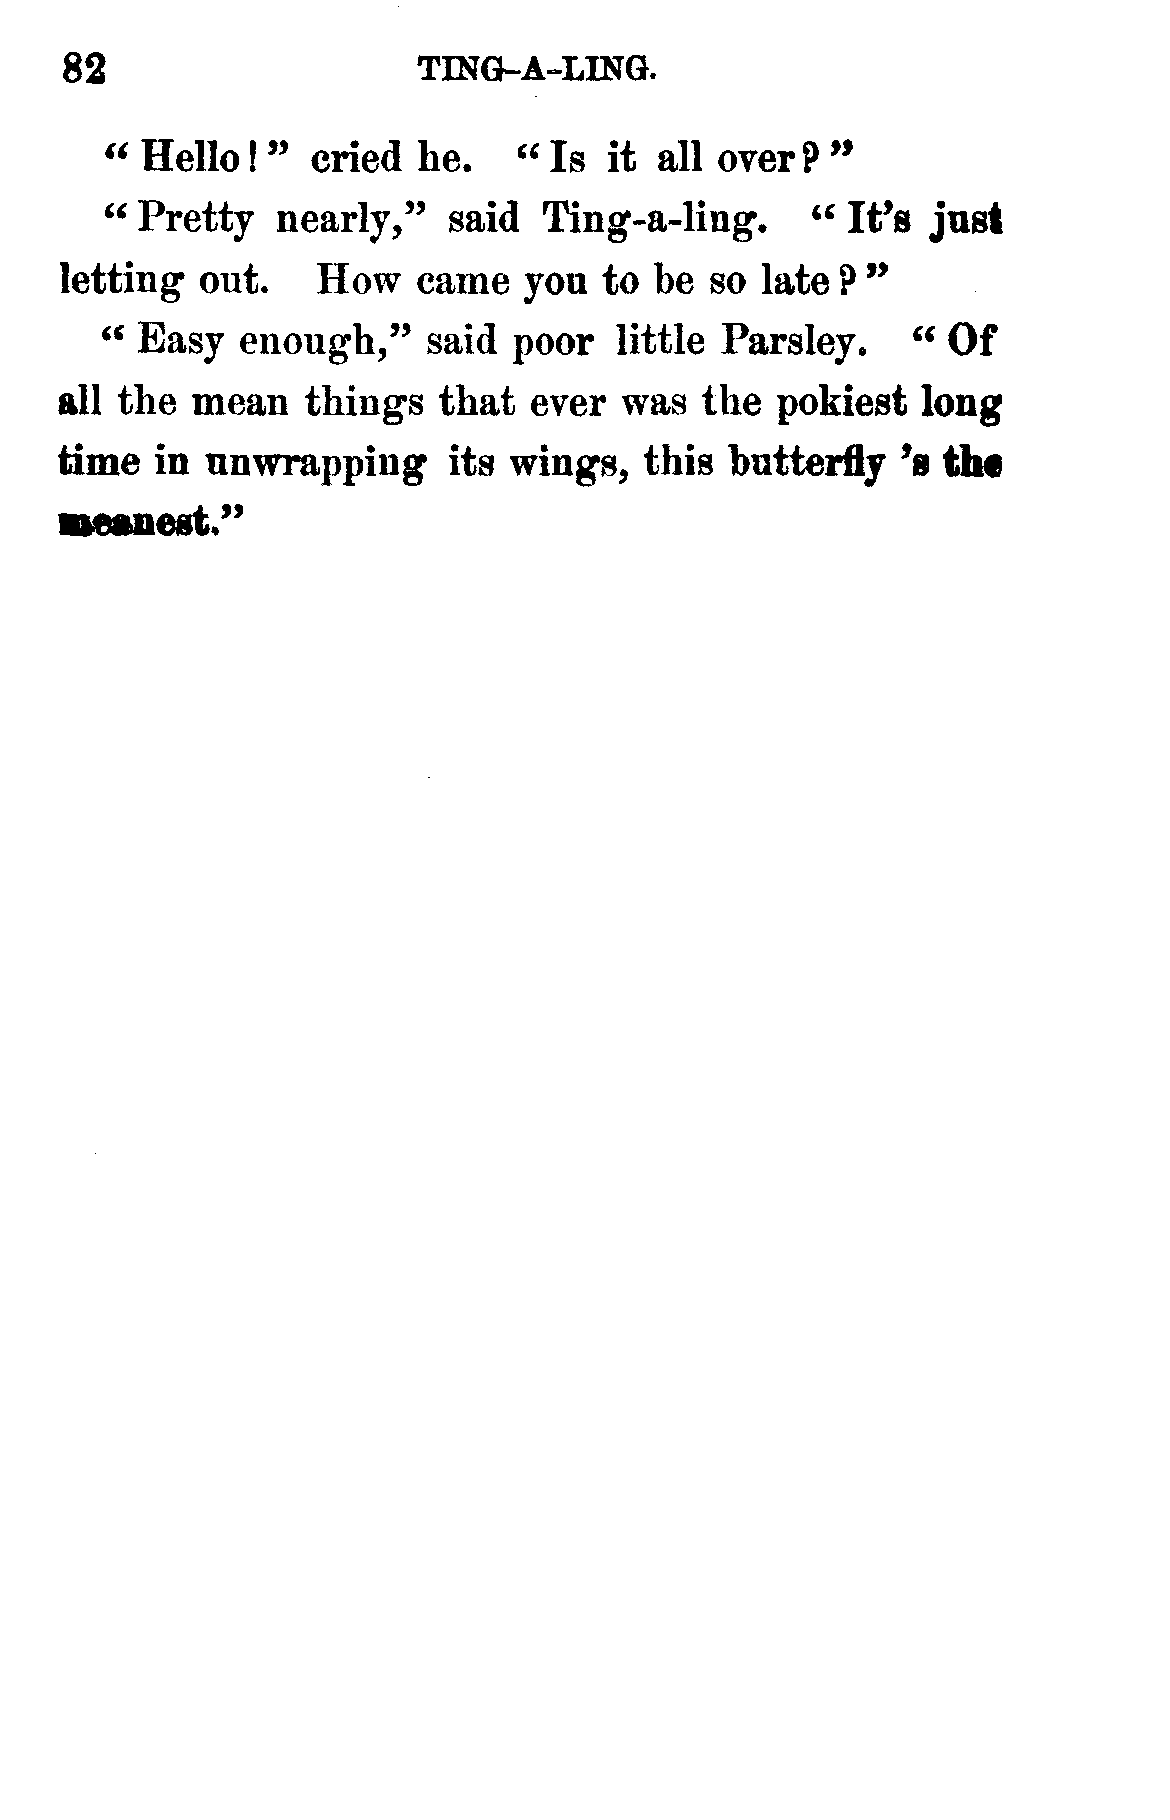 82 TING-A-LING.
“ Hello ! ” cried he. “ Is it all over ? ”
“ Pretty nearly,” said Ting-a-ling. “ It’s just
letting out. How came you to be so late ? ”
“ Easy enough,” said poor little Parsley. “ Of
all the mean things that ever was the pokiest long
time in unwrapping its wings, this butterfly ’s the
meanest.”